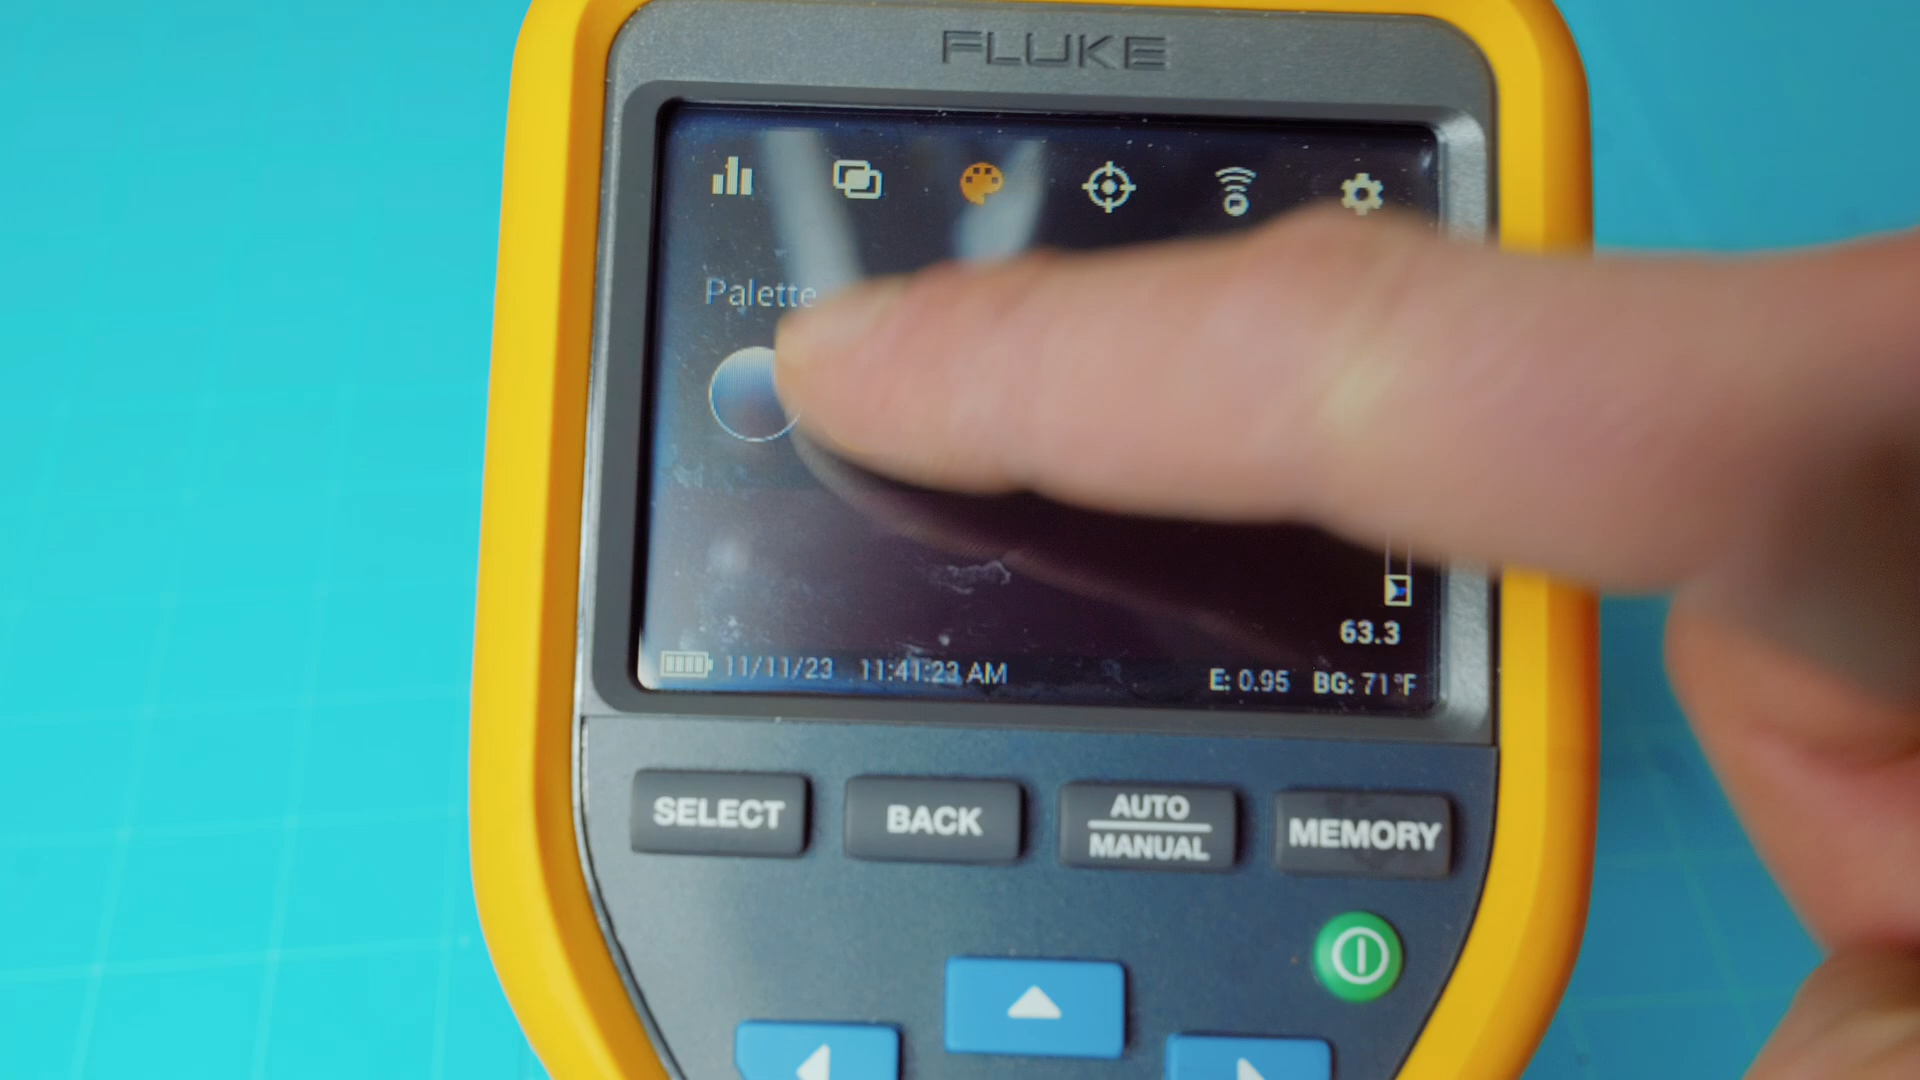 FLUKE
Palette
63.3
11/11/23 11:41:23 AM E: 0.95 BG: 71°F
SELECT BACK AUTO MANUAL MEMORY